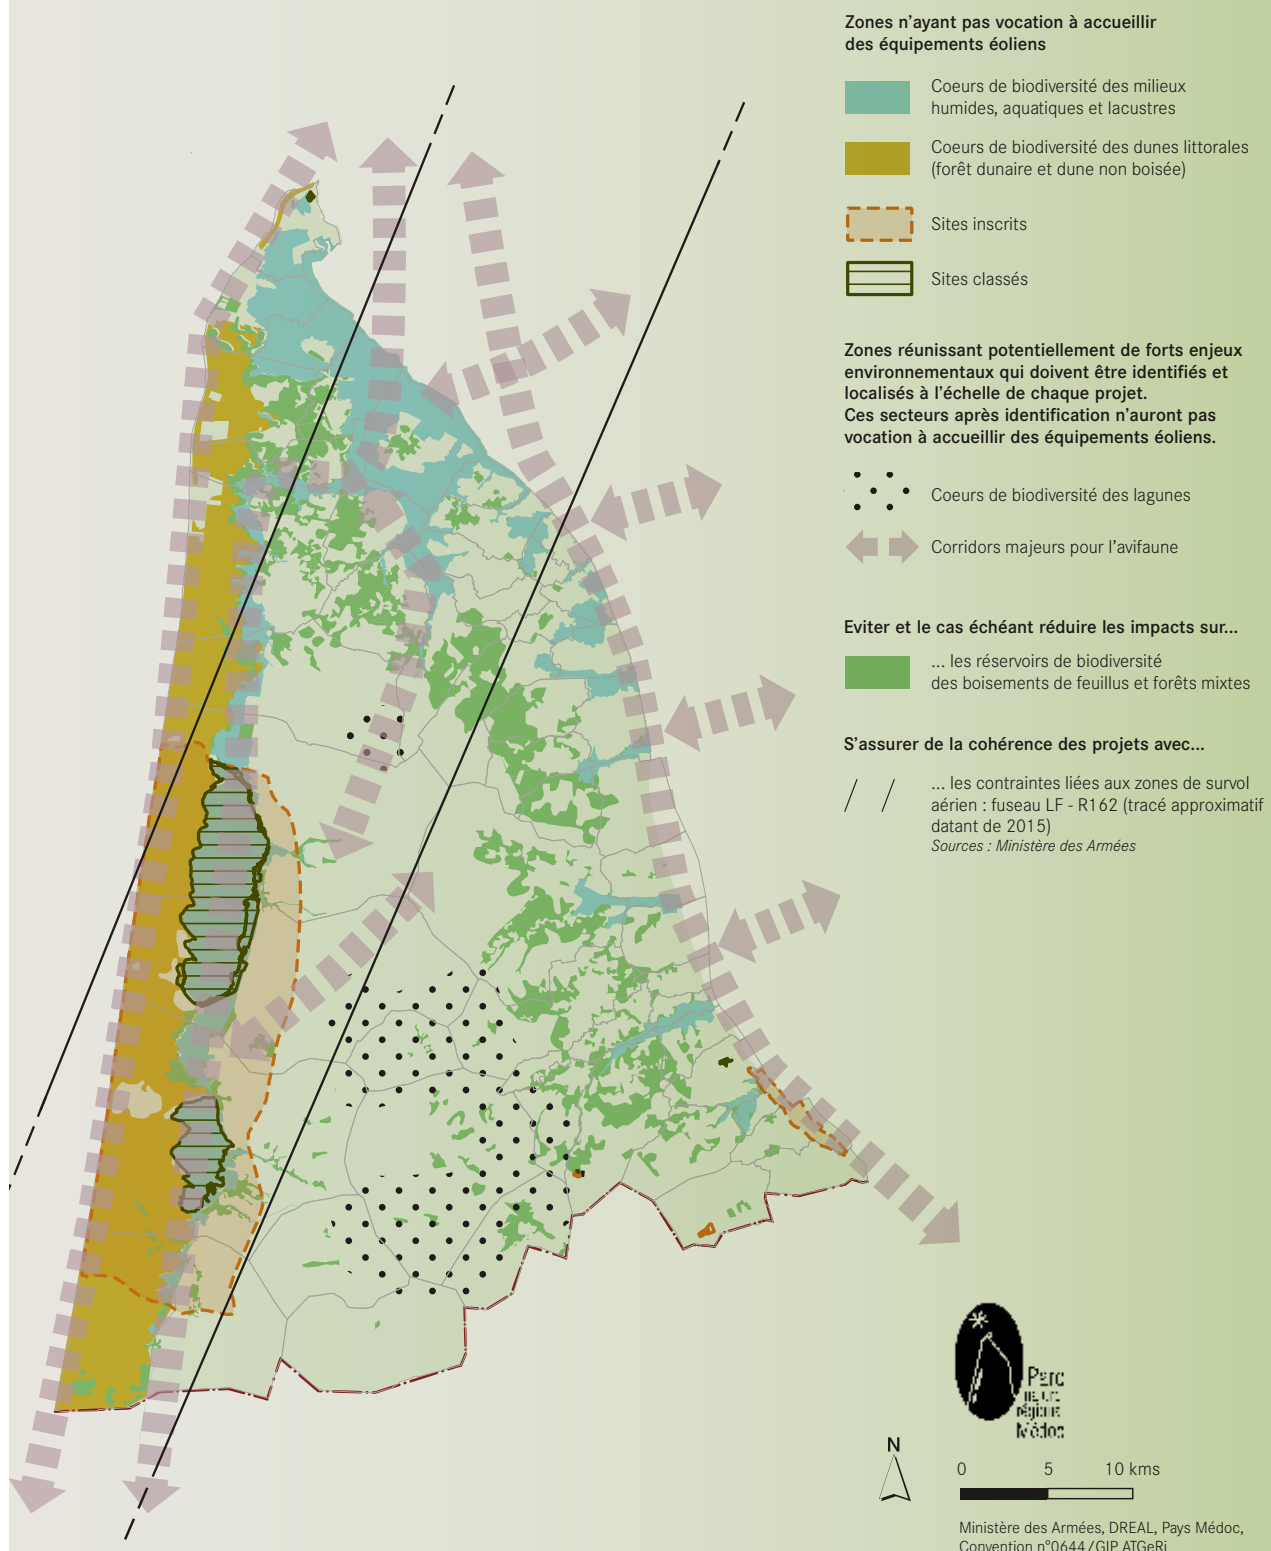 Zones n'ayant pas vocation à accueillir
des équipements éoliens
Coeurs de biodiversité des milieux
humides, aquatiques et lacustres
Coeurs de biodiversité des dunes littorales
(forêt dunaire et dune non boisée)
Sites inscrits
Sites classés
Zones réunissant potentiellement de forts enjeux
environnementaux qui doivent être identifiés et
localisés à l'échelle de chaque projet.
Ces secteurs après identification n'auront pas
vocation à accueillir des équipements éoliens.
Coeurs de biodiversité des lagunes
Corridors majeurs pour l'avifaune
Eviter et le cas échéant réduire les impacts sur...
... les réservoirs de biodiversité
des boisements de feuillus et forêts mixtes
S'assurer de la cohérence des projets avec...
... les contraintes liées aux zones de survol
aérien : fuseau LF - R162 (tracé approximatif
datant de 2015)
Sources : Ministère des Armées
Parc
régional
Médoc
N
0 5 10 kms
Ministère des Armées, DREAL, Pays Médoc,
Convention n°0644/GIP ATGeRi